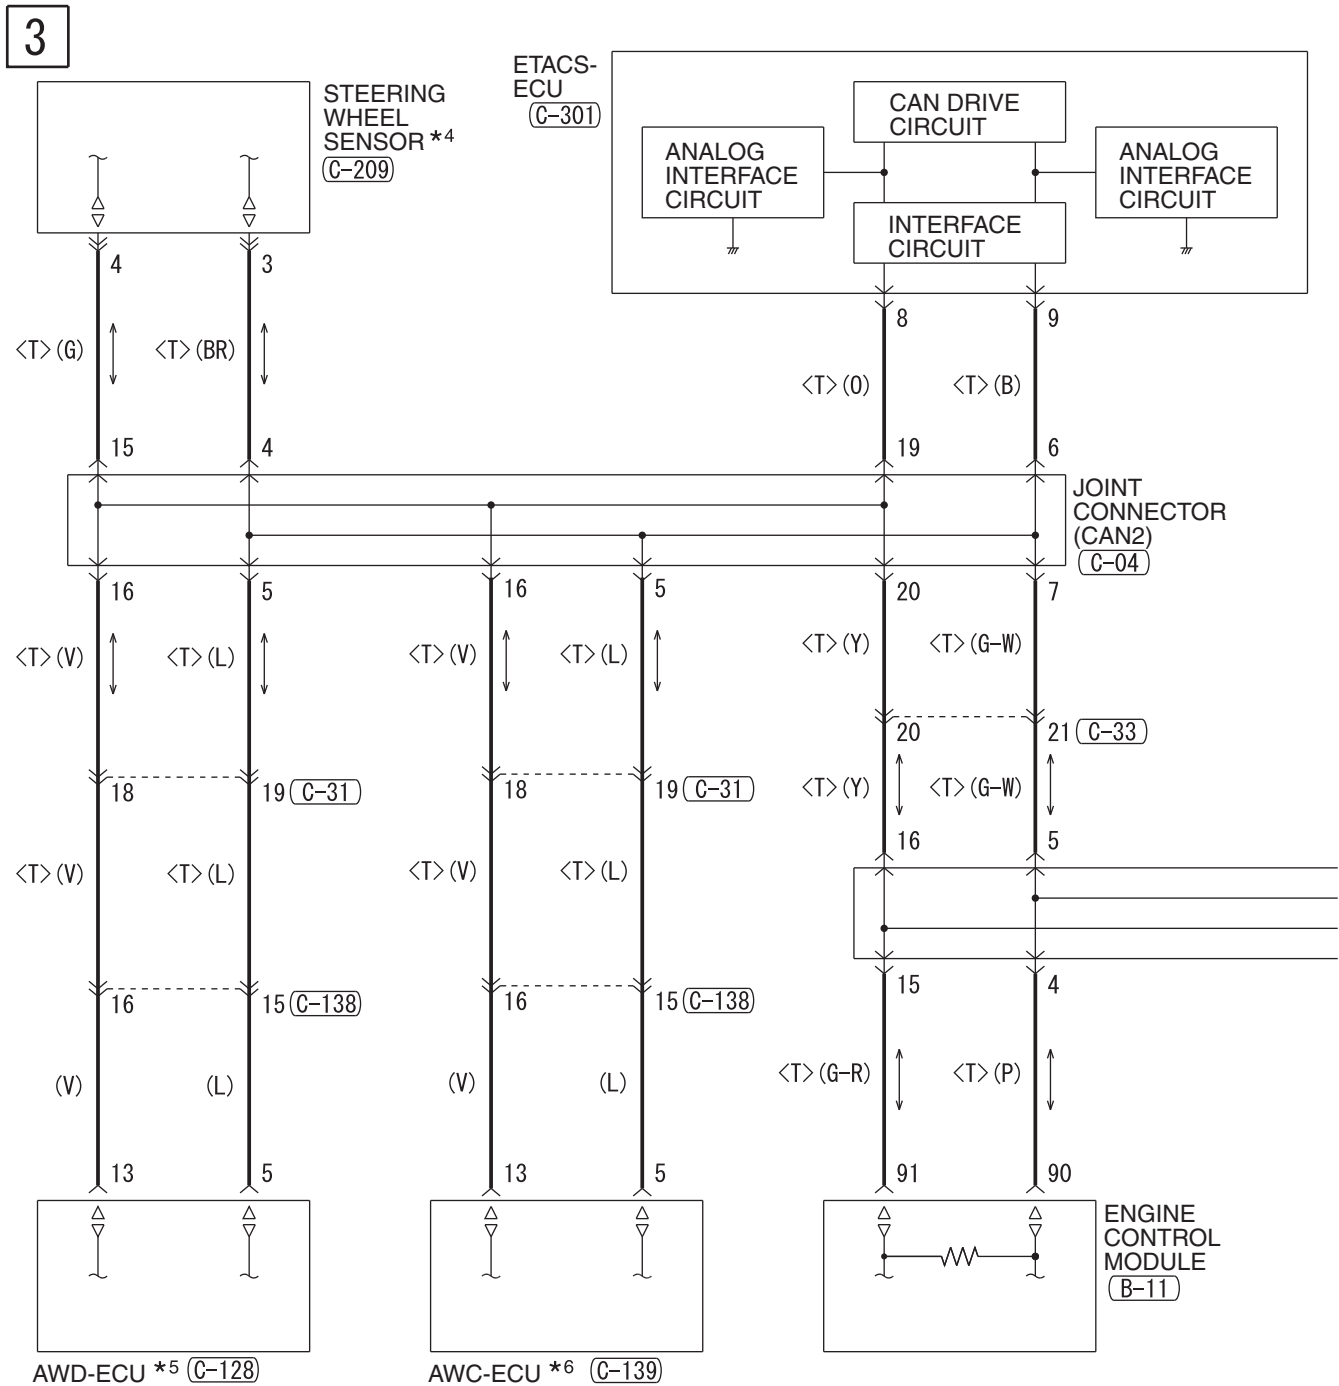 3
STEERING
WHEEL
SENSOR *4
C-209
ETACS-
ECU
C-301
CAN DRIVE
CIRCUIT
ANALOG
INTERFACE
CIRCUIT
ANALOG
INTERFACE
CIRCUIT
INTERFACE
CIRCUIT
4 3
8 9
<T>(G) <T>(BR)
<T>(O) <T>(B)
15 4 19 6
JOINT
CONNECTOR
(CAN2)
C-04
16 5 16 5 20 7
<T>(V) <T>(L) <T>(V) <T>(L) <T>(Y) <T>(G-W)
20 21 C-33
18 19 C-31 18 19 C-31 <T>(Y) <T>(G-W)
16 5
<T>(V) <T>(L) <T>(V) <T>(L)
16 15 C-138 16 15 C-138 15 4
(V) (L) (V) (L) <T>(G-R) <T>(P)
13 5 13 5 91 90
ENGINE
CONTROL
MODULE
B-11
AWD-ECU *5 C-128 AWC-ECU *6 C-139